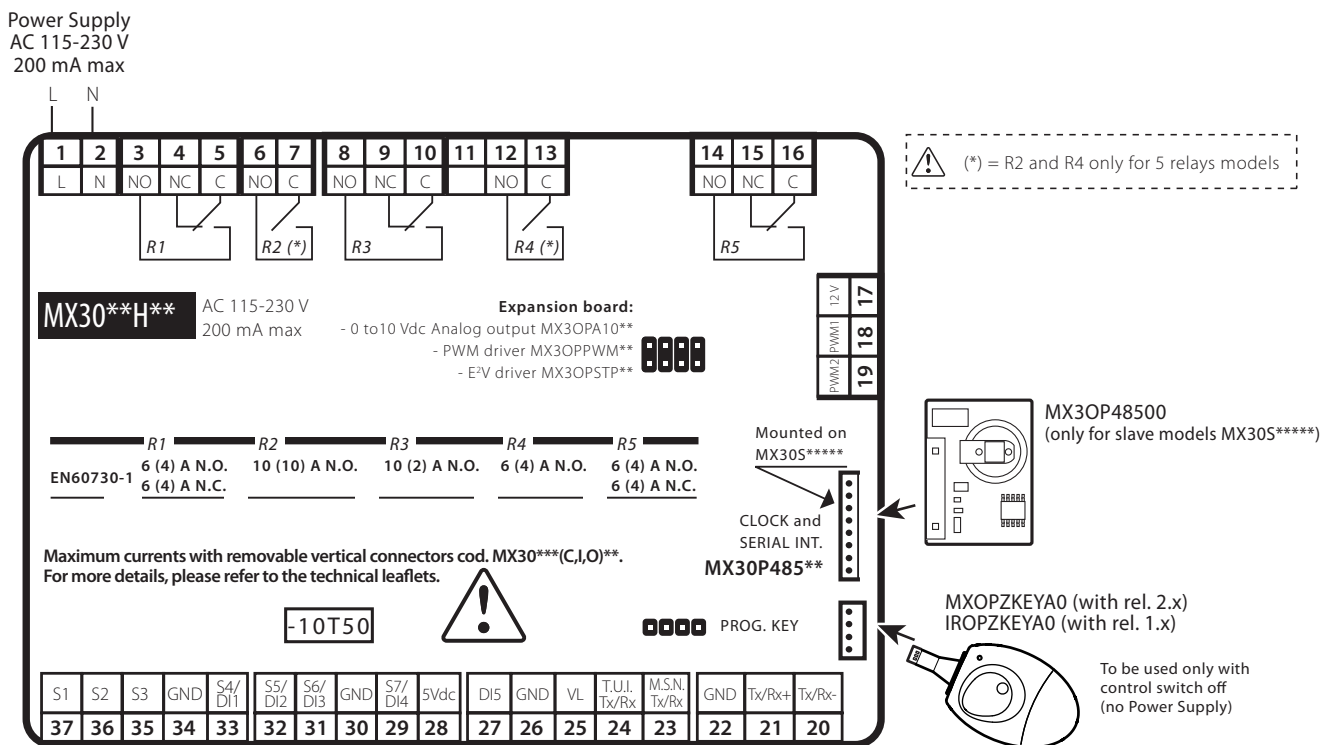 Power Supply
AC 115-230 V
200 mA max
L N
1 2 3 4 5 6 7 8 9 10 11 12 13 14 15 16
L N NO NC C NO C NO NC C NO C NO NC C
R1 R2 (*) R3 R4 (*) R5
(*) = R2 and R4 only for 5 relays models
MX30**H**
AC 115-230 V
200 mA max
Expansion board:
- 0 to10 Vdc Analog output MX3OPA10**
- PWM driver MX3OPPWM**
- E²V driver MX3OPSTP**
12 V 17
PWM1 18
PWM2 19
MX3OP48500
(only for slave models MX30S*****)
R1 R2 R3 R4 R5
EN60730-1
6 (4) A N.O. 10 (10) A N.O. 10 (2) A N.O. 6 (4) A N.O. 6 (4) A N.O.
6 (4) A N.C. 6 (4) A N.C.
Mounted on
MX30S*****
CLOCK and
SERIAL INT.
MX30P485**
Maximum currents with removable vertical connectors cod. MX30***(C,I,O)**.
For more details, please refer to the technical leaflets.
-10T50
PROG. KEY
MXOPZKEYA0 (with rel. 2.x)
IROPZKEYA0 (with rel. 1.x)
To be used only with
control switch off
(no Power Supply)
S1 S2 S3 GND S4/DI1 S5/DI2 S6/DI3 GND S7/DI4 5Vdc DI5 GND VL T.U.I. Tx/Rx M.S.N. Tx/Rx GND Tx/Rx+ Tx/Rx-
37 36 35 34 33 32 31 30 29 28 27 26 25 24 23 22 21 20